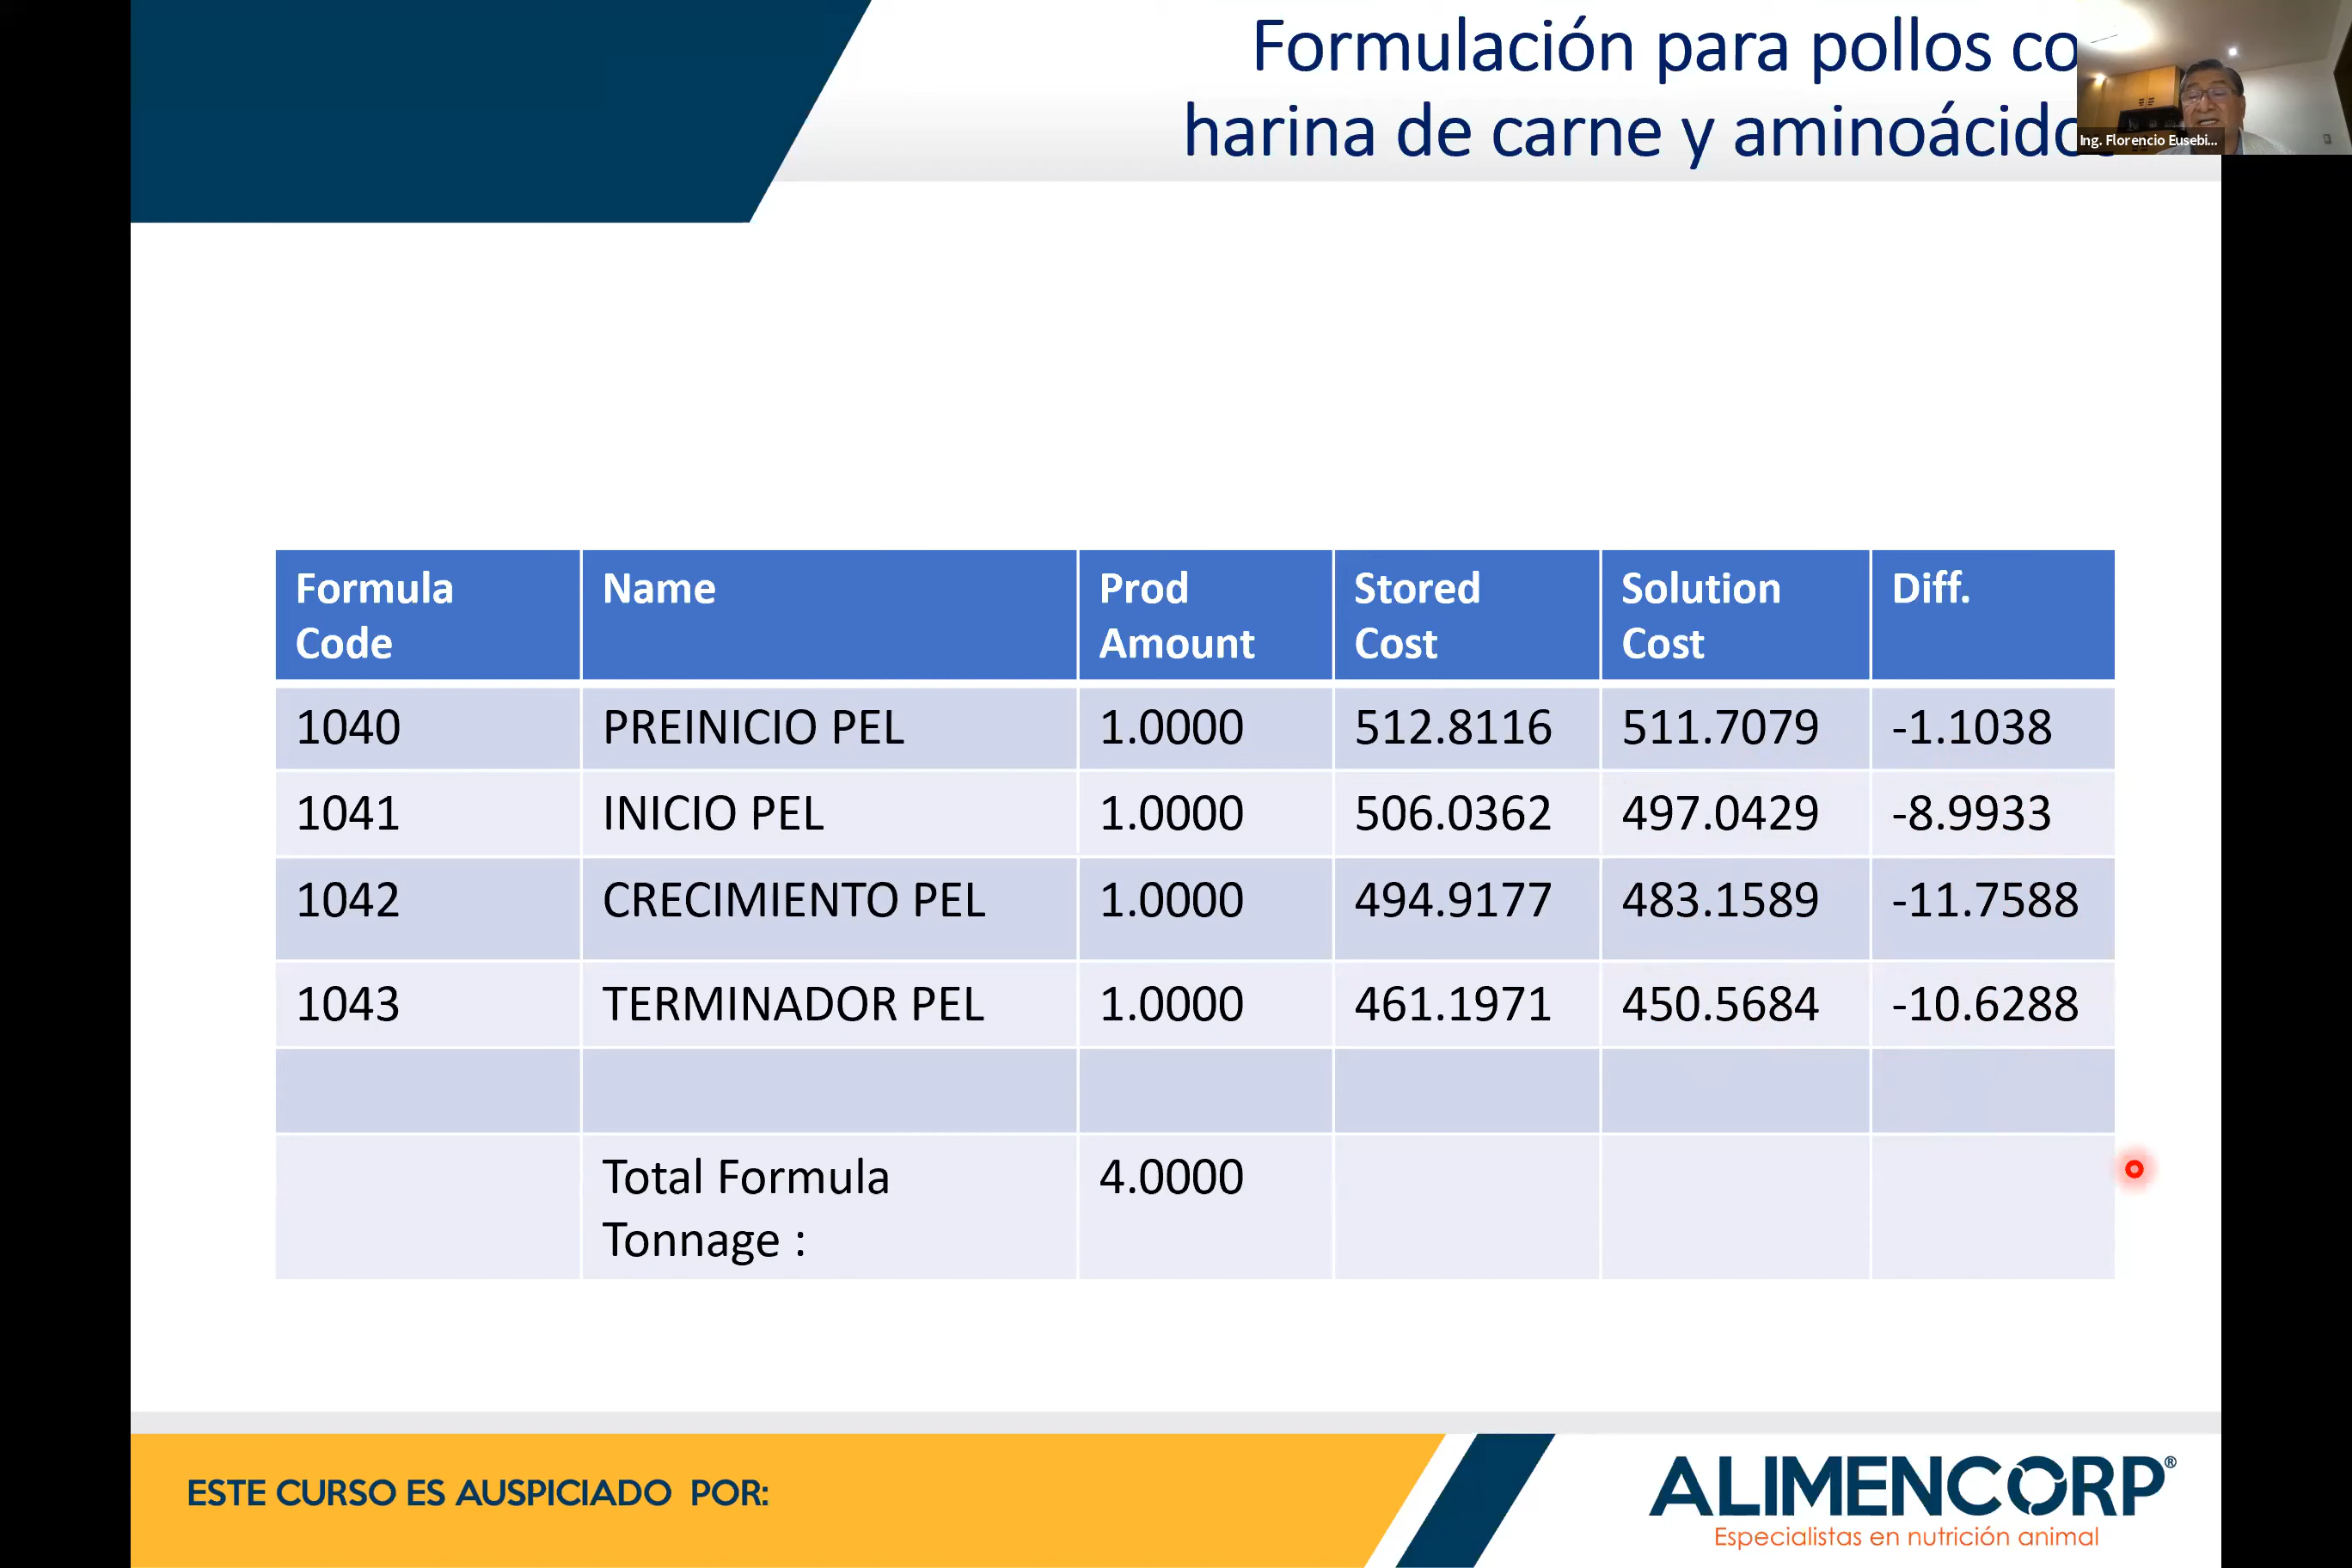 Formulación para pollos co
harina de carne y aminoácido
Ing. Florencio Eusebi...
Formula Code Name Prod Amount Stored Cost Solution Cost Diff.
1040 PREINICIO PEL 1.0000 512.8116 511.7079 -1.1038
1041 INICIO PEL 1.0000 506.0362 497.0429 -8.9933
1042 CRECIMIENTO PEL 1.0000 494.9177 483.1589 -11.7588
1043 TERMINADOR PEL 1.0000 461.1971 450.5684 -10.6288
Total Formula Tonnage : 4.0000
ESTE CURSO ES AUSPICIADO POR:
ALIMENCORP®
Especialistas en nutrición animal